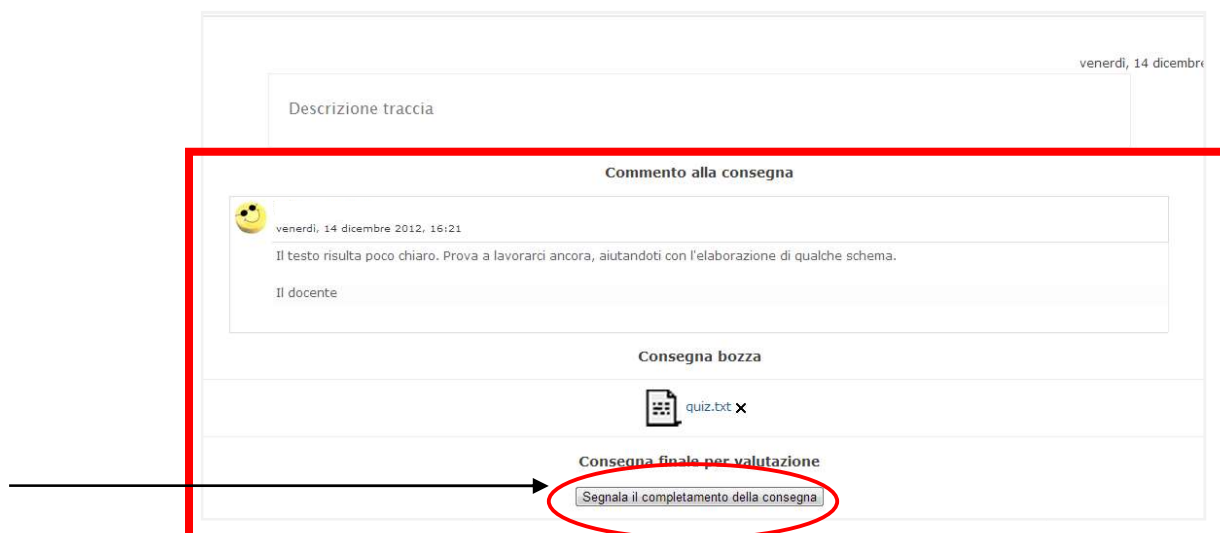 venerdì, 14 dicembre
Descrizione traccia
Commento alla consegna
venerdì, 14 dicembre 2012, 16:21
Il testo risulta poco chiaro. Prova a lavorarci ancora, aiutandoti con l'elaborazione di qualche schema.
Il docente
Consegna bozza
quiz.txt
Consegna finale per valutazione
Segnala il completamento della consegna